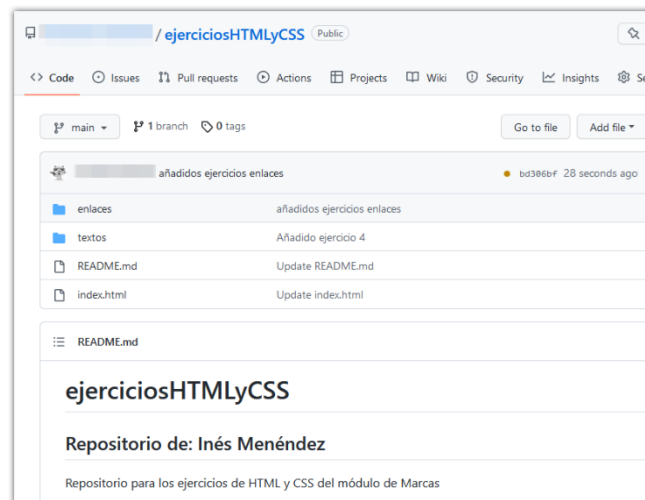 / ejerciciosHTMLyCSS Public
Code Issues Pull requests Actions Projects Wiki Security Insights Se
main 1 branch 0 tags Go to file Add file
añadidos ejercicios enlaces bd306bf 28 seconds ago
enlaces añadidos ejercicios enlaces
textos Añadido ejercicio 4
README.md Update README.md
index.html Update index.html
README.md
ejerciciosHTMLyCSS
Repositorio de: Inés Menéndez
Repositorio para los ejercicios de HTML y CSS del módulo de Marcas